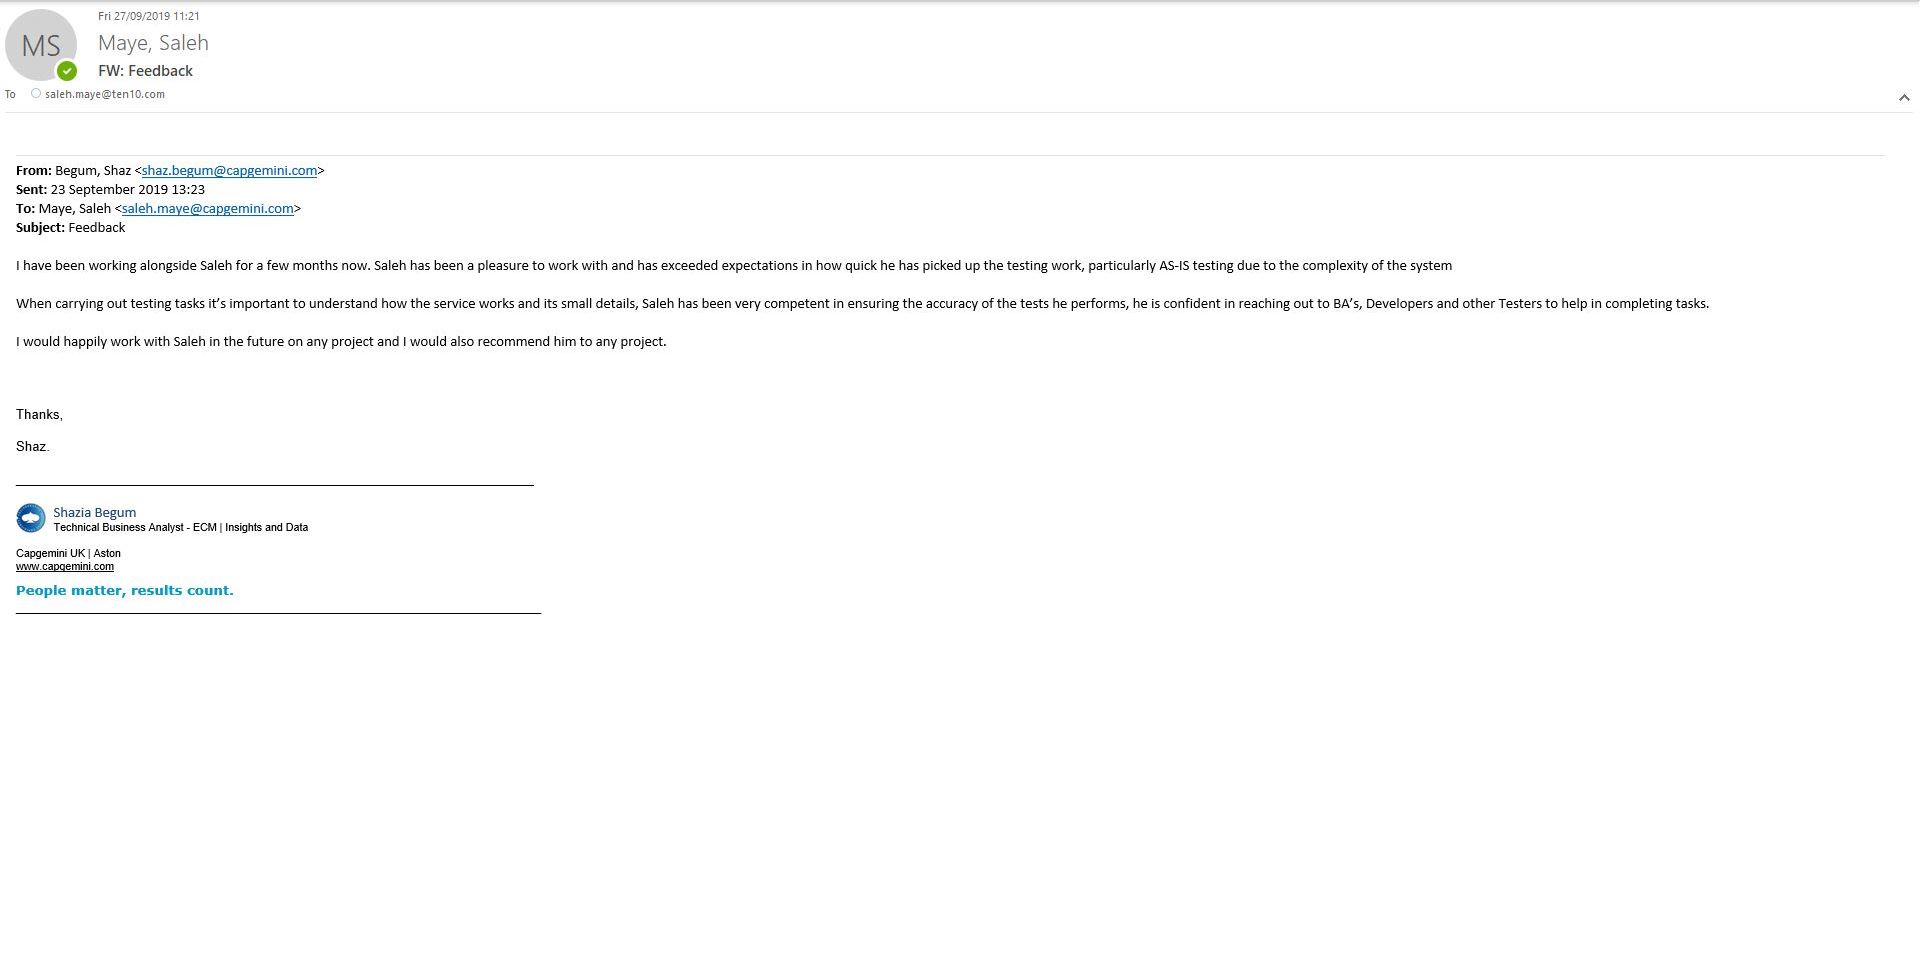 Fri 27/09/2019 11:21
MS
Maye, Saleh
FW: Feedback
To saleh.maye@ten10.com
From: Begum, Shaz <shaz.begum@capgemini.com>
Sent: 23 September 2019 13:23
To: Maye, Saleh <saleh.maye@capgemini.com>
Subject: Feedback
I have been working alongside Saleh for a few months now. Saleh has been a pleasure to work with and has exceeded expectations in how quick he has picked up the testing work, particularly AS-IS testing due to the complexity of the system
When carrying out testing tasks it’s important to understand how the service works and its small details, Saleh has been very competent in ensuring the accuracy of the tests he performs, he is confident in reaching out to BA’s, Developers and other Testers to help in completing tasks.
I would happily work with Saleh in the future on any project and I would also recommend him to any project.
Thanks,
Shaz.
Shazia Begum
Technical Business Analyst - ECM | Insights and Data
Capgemini UK | Aston
www.capgemini.com
People matter, results count.